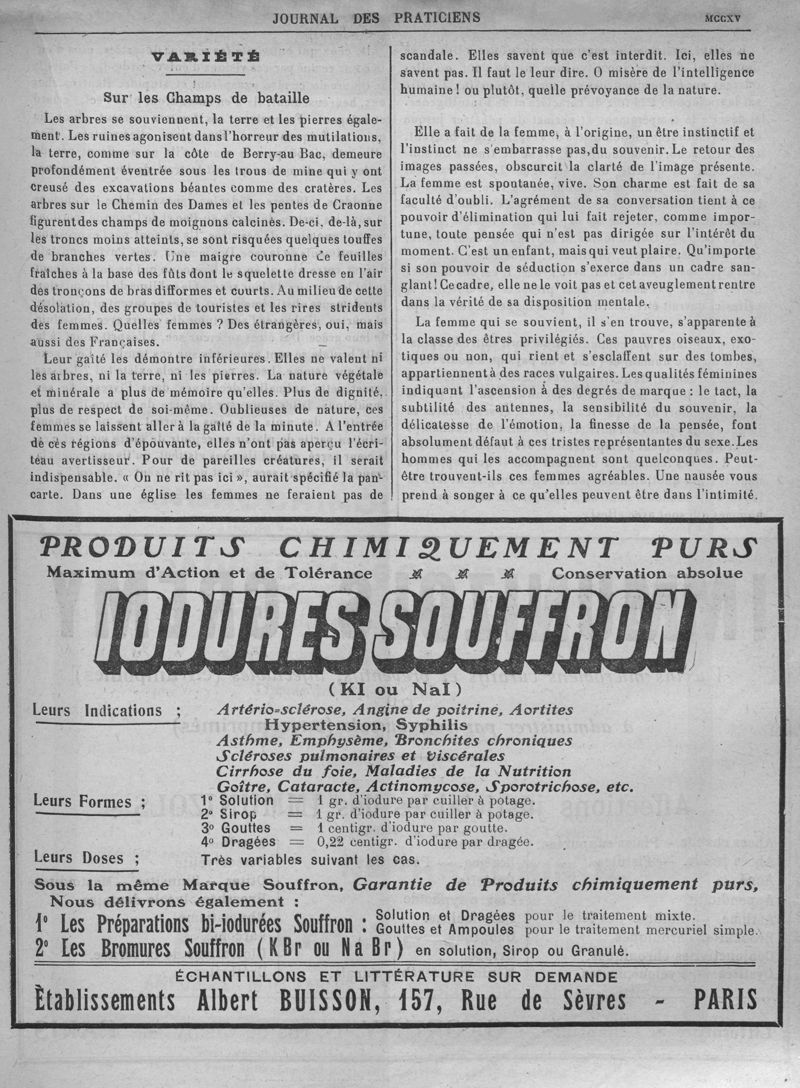 JOURNAL DES PRATICIENS
MCCXV
VARIÉTÉ
Sur les Champs de bataille
Les arbres se souviennent, la terre et les pierres égale-
ment. Les ruines agonisent dans l'horreur des mutilations,
la terre, comme sur la côte de Berry-au Bac, demeure
profondément éventrée sous les trous de mine qui y ont
creusé des excavations béantes comme des cratères. Les
arbres sur le Chemin des Dames et les pentes de Craonne
figurent des champs de moignons calcinés. De-ci, de-là, sur
les troncs moins atteints, se sont risquées quelques touffes
de branches vertes. Une maigre couronne de feuilles
fraîches à la base des fûts dont le squelette dresse en l'air
des tronçons de bras difformes et courts. Au milieu de cette
désolation, des groupes de touristes et les rires stridents
des femmes. Quelles femmes ? Des étrangères, oui, mais
aussi des Françaises.
Leur gaîté les démontre inférieures. Elles ne valent ni
les arbres, ni la terre, ni les pierres. La nature végétale
et minérale a plus de mémoire qu'elles. Plus de dignité,
plus de respect de soi-même. Oublieuses de nature, ces
femmes se laissent aller à la gaîté de la minute. A l'entrée
de ces régions d'épouvante, elles n'ont pas aperçu l'écri-
teau avertisseur. Pour de pareilles créatures, il serait
indispensable. « On ne rit pas ici », aurait spécifié la pan-
carte. Dans une église les femmes ne feraient pas de
scandale. Elles savent que c'est interdit. Ici, elles ne
savent pas. Il faut le leur dire. O misère de l'intelligence
humaine ! ou plutôt, quelle prévoyance de la nature.
Elle a fait de la femme, à l'origine, un être instinctif et
l'instinct ne s'embarrasse pas,du souvenir. Le retour des
images passées, obscurcit la clarté de l'image présente.
La femme est spontanée, vive. Son charme est fait de sa
faculté d'oubli. L'agrément de sa conversation tient à ce
pouvoir d'élimination qui lui fait rejeter, comme impor-
tune, toute pensée qui n'est pas dirigée sur l'intérêt du
moment. C'est un enfant, mais qui veut plaire. Qu'importe
si son pouvoir de séduction s'exerce dans un cadre san-
glant ! Ce cadre, elle ne le voit pas et cet aveuglement rentre
dans la vérité de sa disposition mentale.
La femme qui se souvient, il s'en trouve, s'apparente à
la classe des êtres privilégiés. Ces pauvres oiseaux, exo-
tiques ou non, qui rient et s'esclaffent sur des tombes,
appartiennent à des races vulgaires. Les qualités féminines
indiquant l'ascension à des degrés de marque : le tact, la
subtilité des antennes, la sensibilité du souvenir, la
délicatesse de l'émotion, la finesse de la pensée, font
absolument défaut à ces tristes représentantes du sexe. Les
hommes qui les accompagnent sont quelconques. Peut-
être trouvent-ils ces femmes agréables. Une nausée vous
prend à songer à ce qu'elles peuvent être dans l'intimité.
PRODUITS CHIMIQUEMENT PURS
Maximum d'Action et de Tolérance Conservation absolue
IODURES SOUFFRON
(KI ou NaI)
Leurs Indications : Artério-sclérose, Angine de poitrine, Aortites
Hypertension, Syphilis
Asthme, Emphysème, Bronchites chroniques
Scléroses pulmonaires et viscérales
Cirrhose du foie, Maladies de la Nutrition
Goître, Cataracte, Actinomycose, Sporotrichose, etc.
Leurs Formes : 1° Solution = 1 gr. d'iodure par cuiller à potage.
2° Sirop = 1 gr. d'iodure par cuiller à potage.
3° Gouttes = 1 centigr. d'iodure par goutte.
4° Dragées = 0,22 centigr. d'iodure par dragée.
Leurs Doses : Très variables suivant les cas.
Sous la même Marque Souffron, Garantie de Produits chimiquement purs,
Nous délivrons également :
1° Les Préparations bi-iodurées Souffron : Solution et Dragées pour le traitement mixte.
Gouttes et Ampoules pour le traitement mercuriel simple.
2° Les Bromures Souffron (KBr ou NaBr) en solution, Sirop ou Granulé.
ÉCHANTILLONS ET LITTÉRATURE SUR DEMANDE
Établissements Albert BUISSON, 157, Rue de Sèvres - PARIS